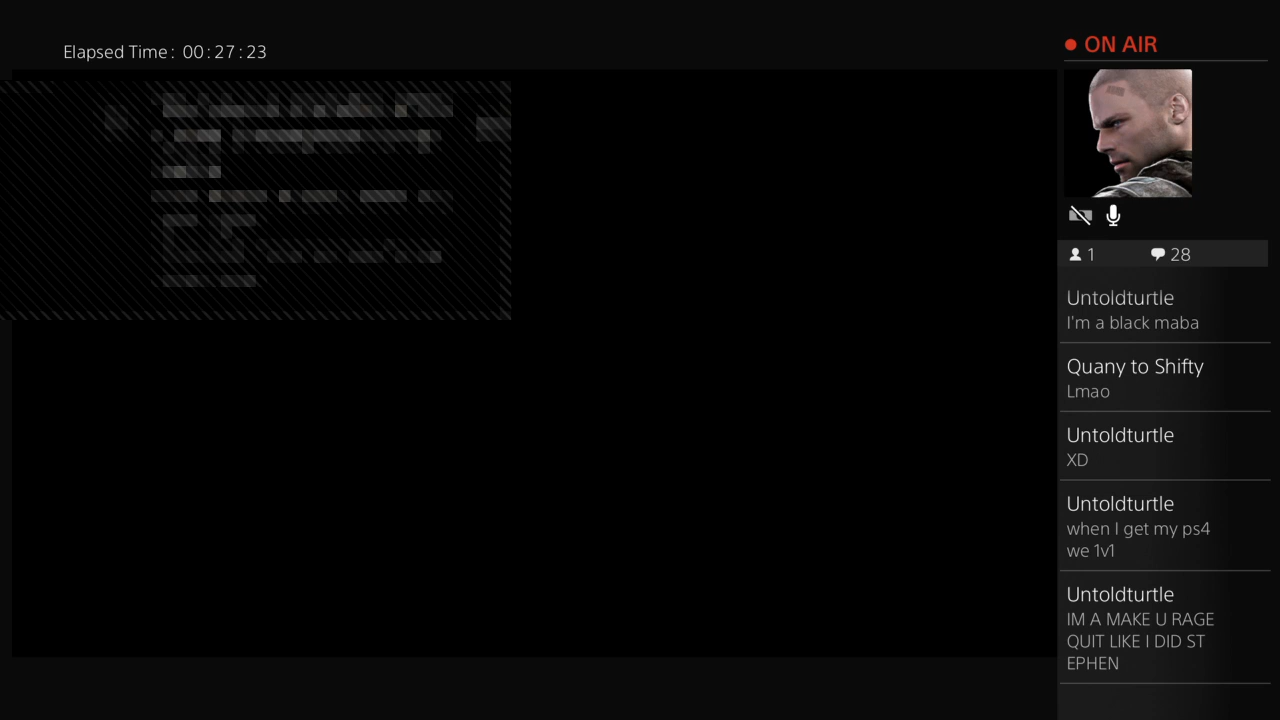 Elapsed Time: 00:27:23
ON AIR
1
28
Untoldturtle
I'm a black maba
Quany to Shifty
Lmao
Untoldturtle
XD
Untoldturtle
when I get my ps4
we 1v1
Untoldturtle
IM A MAKE U RAGE
QUIT LIKE I DID ST
EPHEN